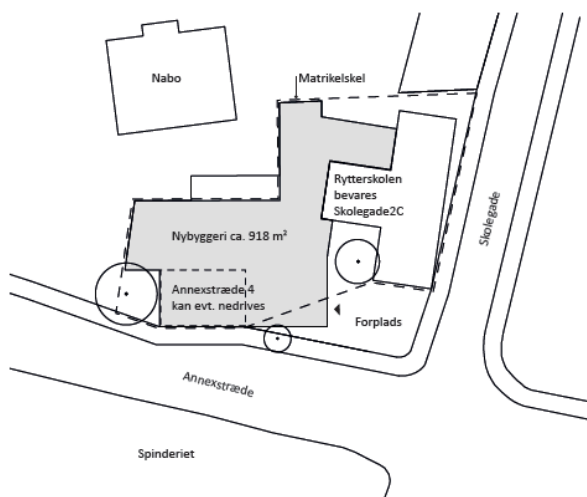 Matrikelskel
Nabo
Rytterskolen
bevares
Skolegade2C
Skolegade
Nybyggeri ca. 918 m²
Annexstræde 4
kan evt. nedrives
Forplads
Annexstræde
Spinderiet